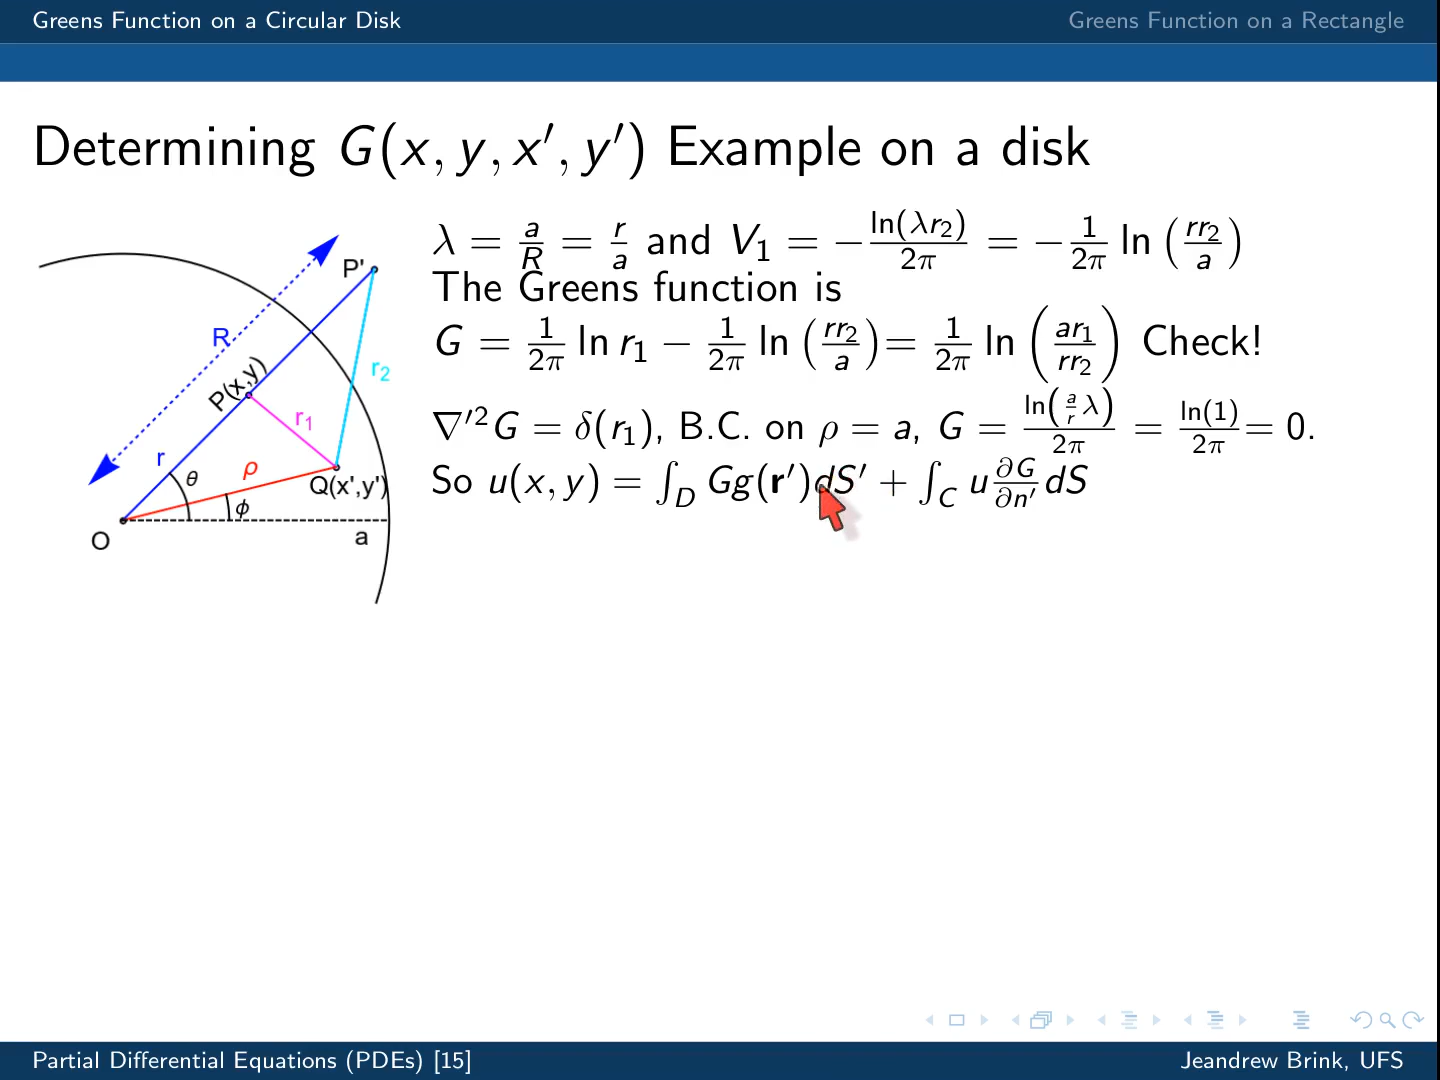 Greens Function on a Circular Disk
Greens Function on a Rectangle
Determining G(x, y, x′, y′) Example on a disk
λ = a/R = r/a and V₁ = −ln(λr₂)/2π = −1/2π ln(rr₂/a)
The Greens function is
G = 1/2π ln r₁ − 1/2π ln(rr₂/a) = 1/2π ln(ar₁/rr₂) Check!
∇′²G = δ(r₁), B.C. on ρ = a, G = ln(a/r λ)/2π = ln(1)/2π = 0.
So u(x, y) = ∫_D Gg(r′)dS′ + ∫_C u ∂G/∂n′ dS
P'
R
r₂
P(x,y)
r₁
r
θ
ρ
Q(x',y')
ϕ
O
a
Partial Differential Equations (PDEs) [15]
Jeandrew Brink, UFS